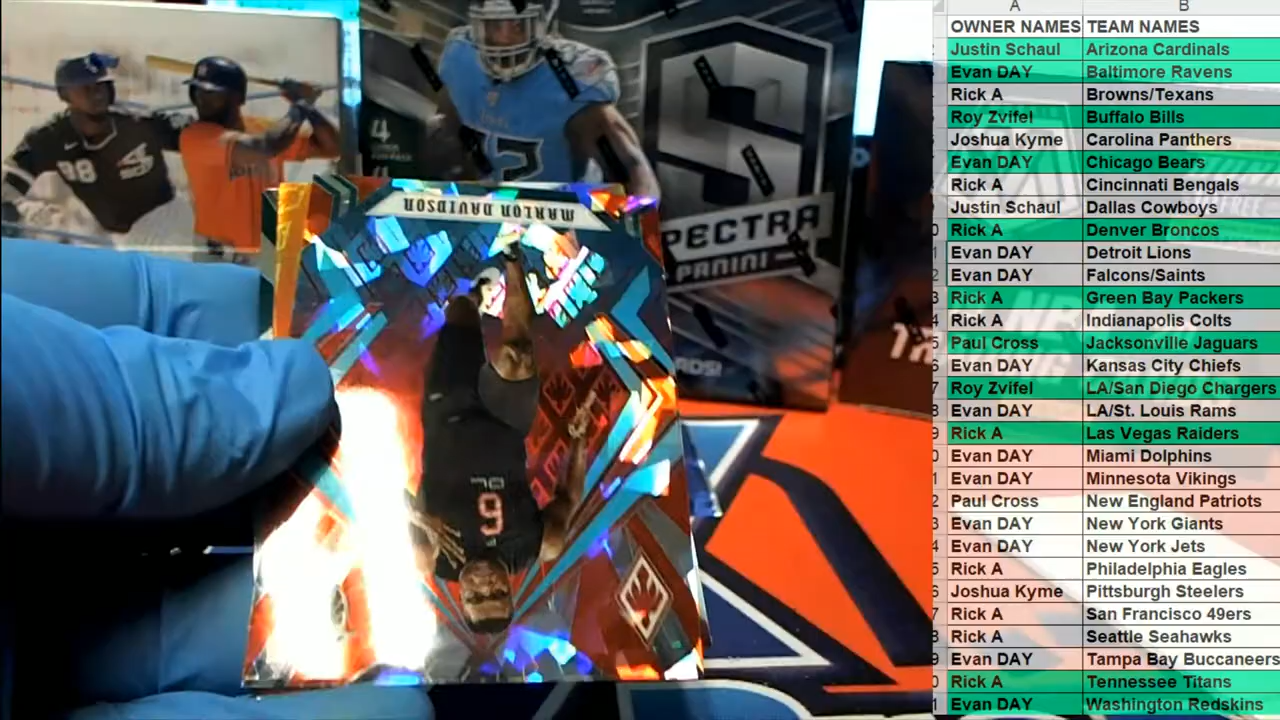 A B
OWNER NAMES TEAM NAMES
Justin Schaul Arizona Cardinals
Evan DAY Baltimore Ravens
Rick A Browns/Texans
Roy Zvifel Buffalo Bills
Joshua Kyme Carolina Panthers
Evan DAY Chicago Bears
Rick A Cincinnati Bengals
Justin Schaul Dallas Cowboys
Rick A Denver Broncos
Evan DAY Detroit Lions
Evan DAY Falcons/Saints
Rick A Green Bay Packers
Rick A Indianapolis Colts
Paul Cross Jacksonville Jaguars
Evan DAY Kansas City Chiefs
Roy Zvifel LA/San Diego Chargers
Evan DAY LA/St. Louis Rams
Rick A Las Vegas Raiders
Evan DAY Miami Dolphins
Evan DAY Minnesota Vikings
Paul Cross New England Patriots
Evan DAY New York Giants
Evan DAY New York Jets
Rick A Philadelphia Eagles
Joshua Kyme Pittsburgh Steelers
Rick A San Francisco 49ers
Rick A Seattle Seahawks
Evan DAY Tampa Bay Buccaneers
Rick A Tennessee Titans
Evan DAY Washington Redskins
MARLON DAVIDSON
DL
9
S
PECTRA
PANINI
4